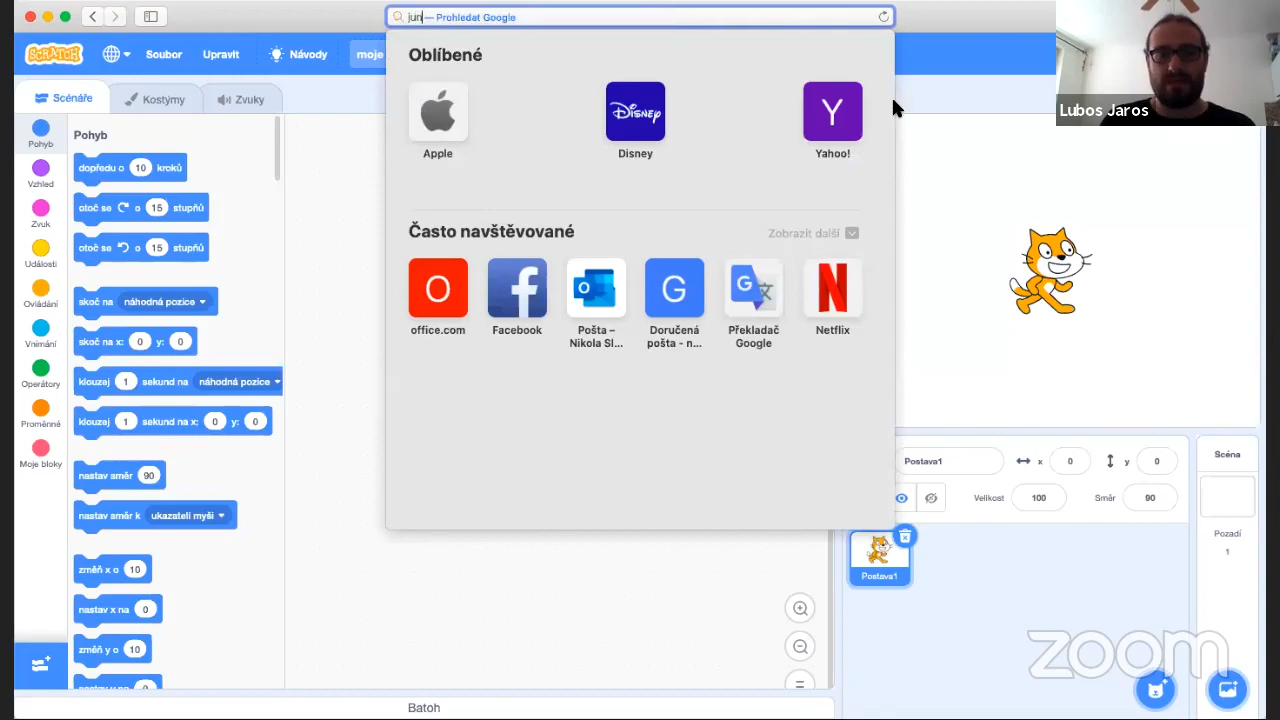 jun — Prohledat Google
SCRATCH
Soubor
Upravit
Návody
moje
Scénáře
Kostýmy
Zvuky
Oblíbené
Apple
Disney
Disney
Y
Yahoo!
Lubos Jaros
Často navštěvované
Zobrazit další
O
office.com
Facebook
Pošta –
Nikola Sl...
G
Doručená
pošta - n...
Překladač
Google
Netflix
Pohyb
Vzhled
Zvuk
Události
Ovládání
Vnímání
Operátory
Proměnné
Moje bloky
Pohyb
dopředu o 10 kroků
otoč se o 15 stupňů
otoč se o 15 stupňů
skoč na náhodná pozice
skoč na x: 0 y: 0
klouzej 1 sekund na náhodná pozice
klouzej 1 sekund na x: 0 y: 0
nastav směr 90
nastav směr k ukazateli myši
změň x o 10
nastav x na 0
změň y o 10
nastav y na 0
Postava1
x 0
y 0
Velikost 100
Směr 90
Postava1
Scéna
Pozadí
1
Batoh
zoom